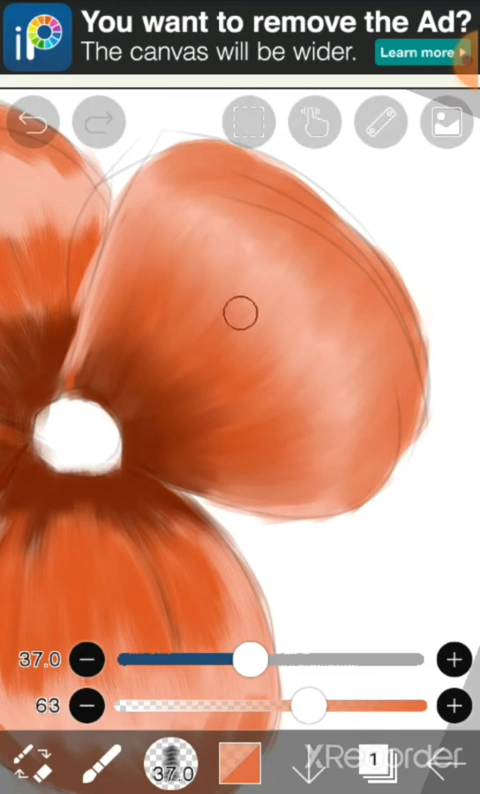 iP
You want to remove the Ad?
The canvas will be wider.
Learn more
37.0
63
37.0
1
XRecorder